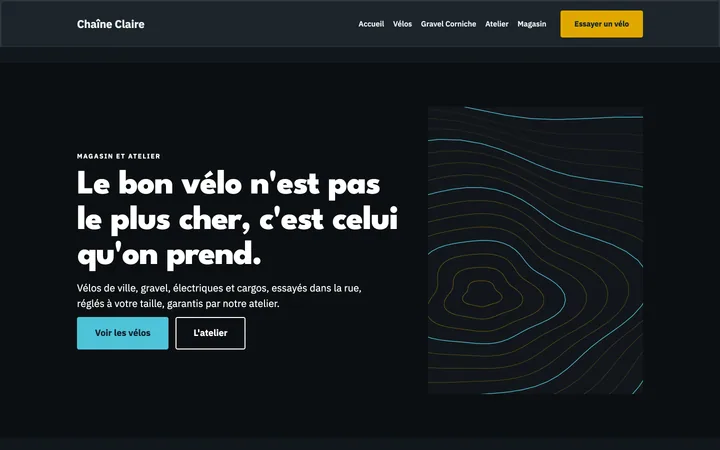 Chaîne Claire
Accueil Vélos Gravel Corniche Atelier Magasin Essayer un vélo
MAGASIN ET ATELIER
Le bon vélo n'est pas
le plus cher, c'est celui
qu'on prend.
Vélos de ville, gravel, électriques et cargos, essayés dans la rue,
réglés à votre taille, garantis par notre atelier.
Voir les vélos L'atelier